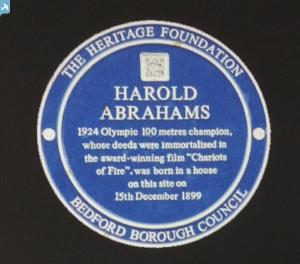 THE HERITAGE FOUNDATION
HAROLD
ABRAHAMS
1924 Olympic 100 metres champion,
whose deeds were immortalised in
the award-winning film "Chariots
of Fire", was born in a house
on this site on
15th December 1899
BEDFORD BOROUGH COUNCIL